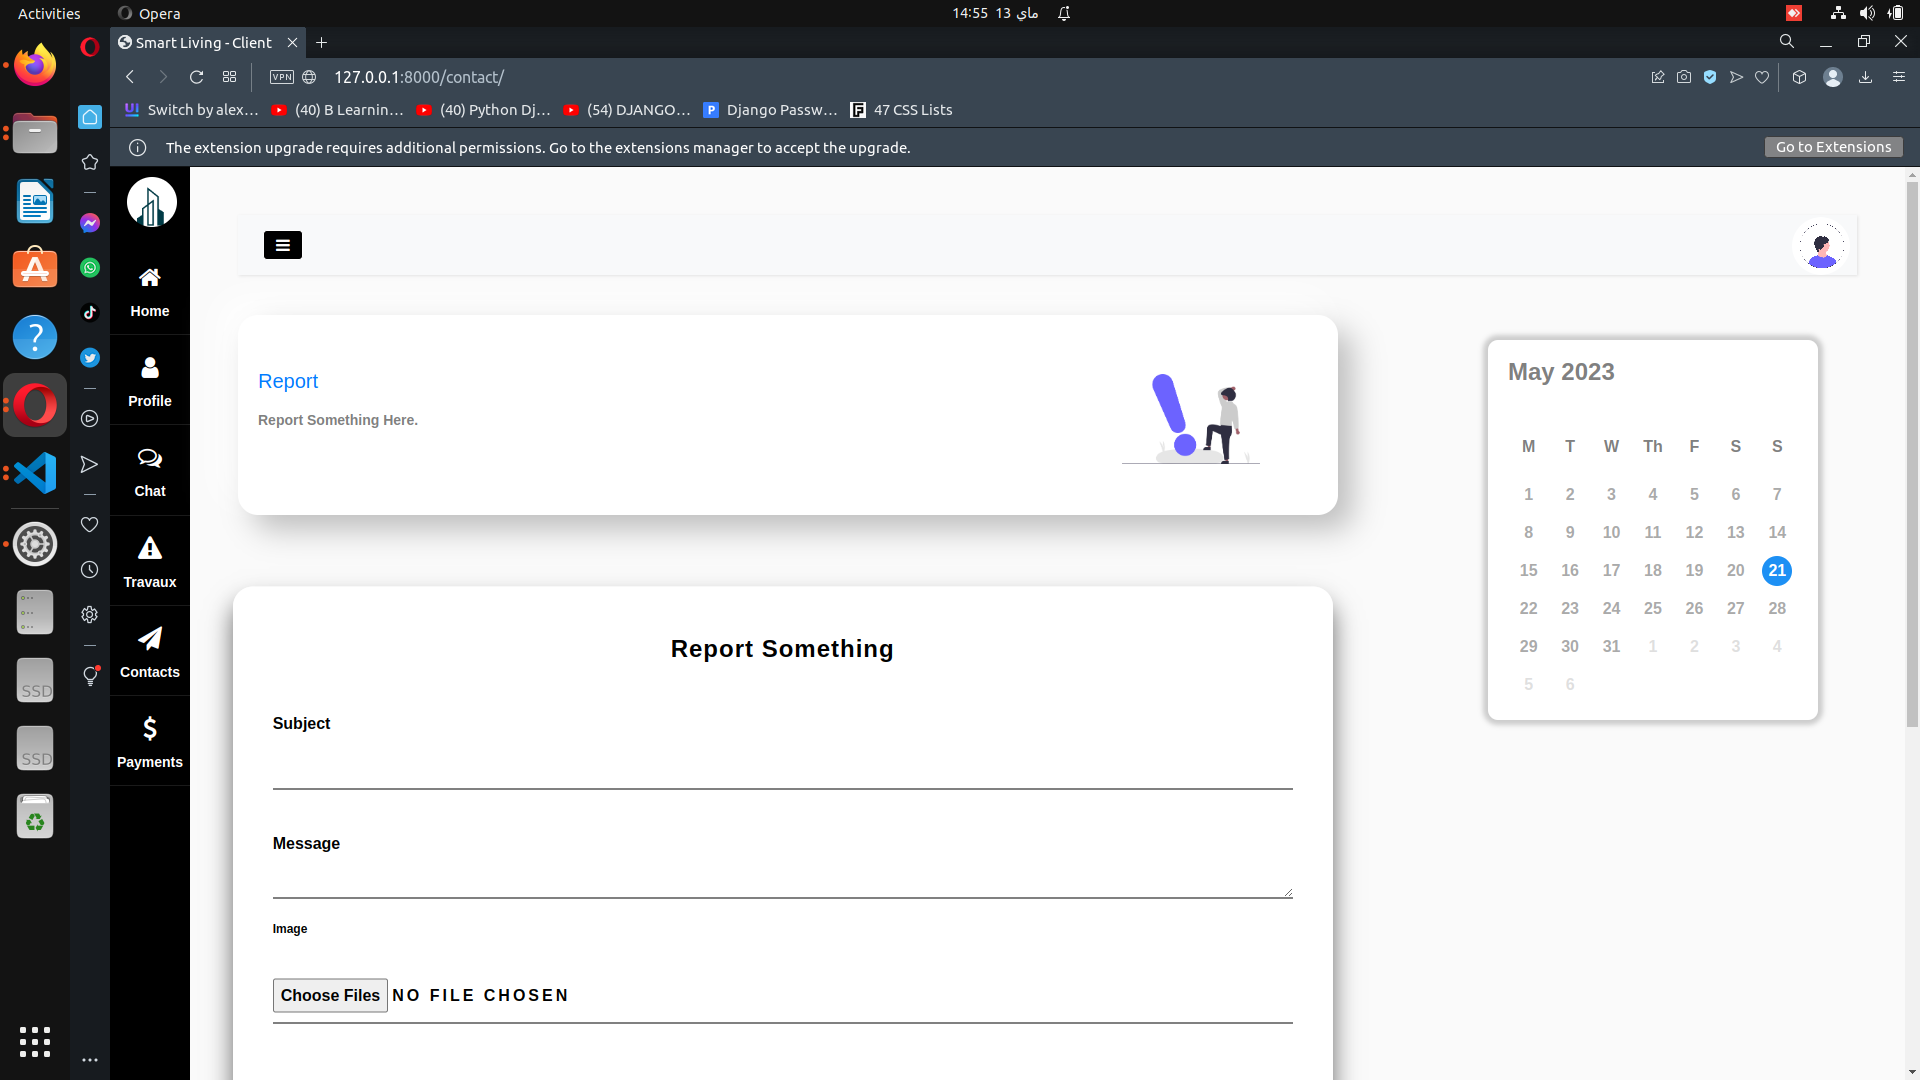 Activities
Opera
14:55 13 ماي
Smart Living - Client
VPN
127.0.0.1:8000/contact/
Switch by alex...
(40) B Learnin...
(40) Python Dj...
(54) DJANGO...
Django Passw...
47 CSS Lists
The extension upgrade requires additional permissions. Go to the extensions manager to accept the upgrade.
Go to Extensions
Home
Profile
Chat
Travaux
Contacts
Payments
SSD
SSD
Report
Report Something Here.
May 2023
M T W Th F S S
1 2 3 4 5 6 7
8 9 10 11 12 13 14
15 16 17 18 19 20 21
22 23 24 25 26 27 28
29 30 31 1 2 3 4
5 6
Report Something
Subject
Message
Image
Choose Files NO FILE CHOSEN